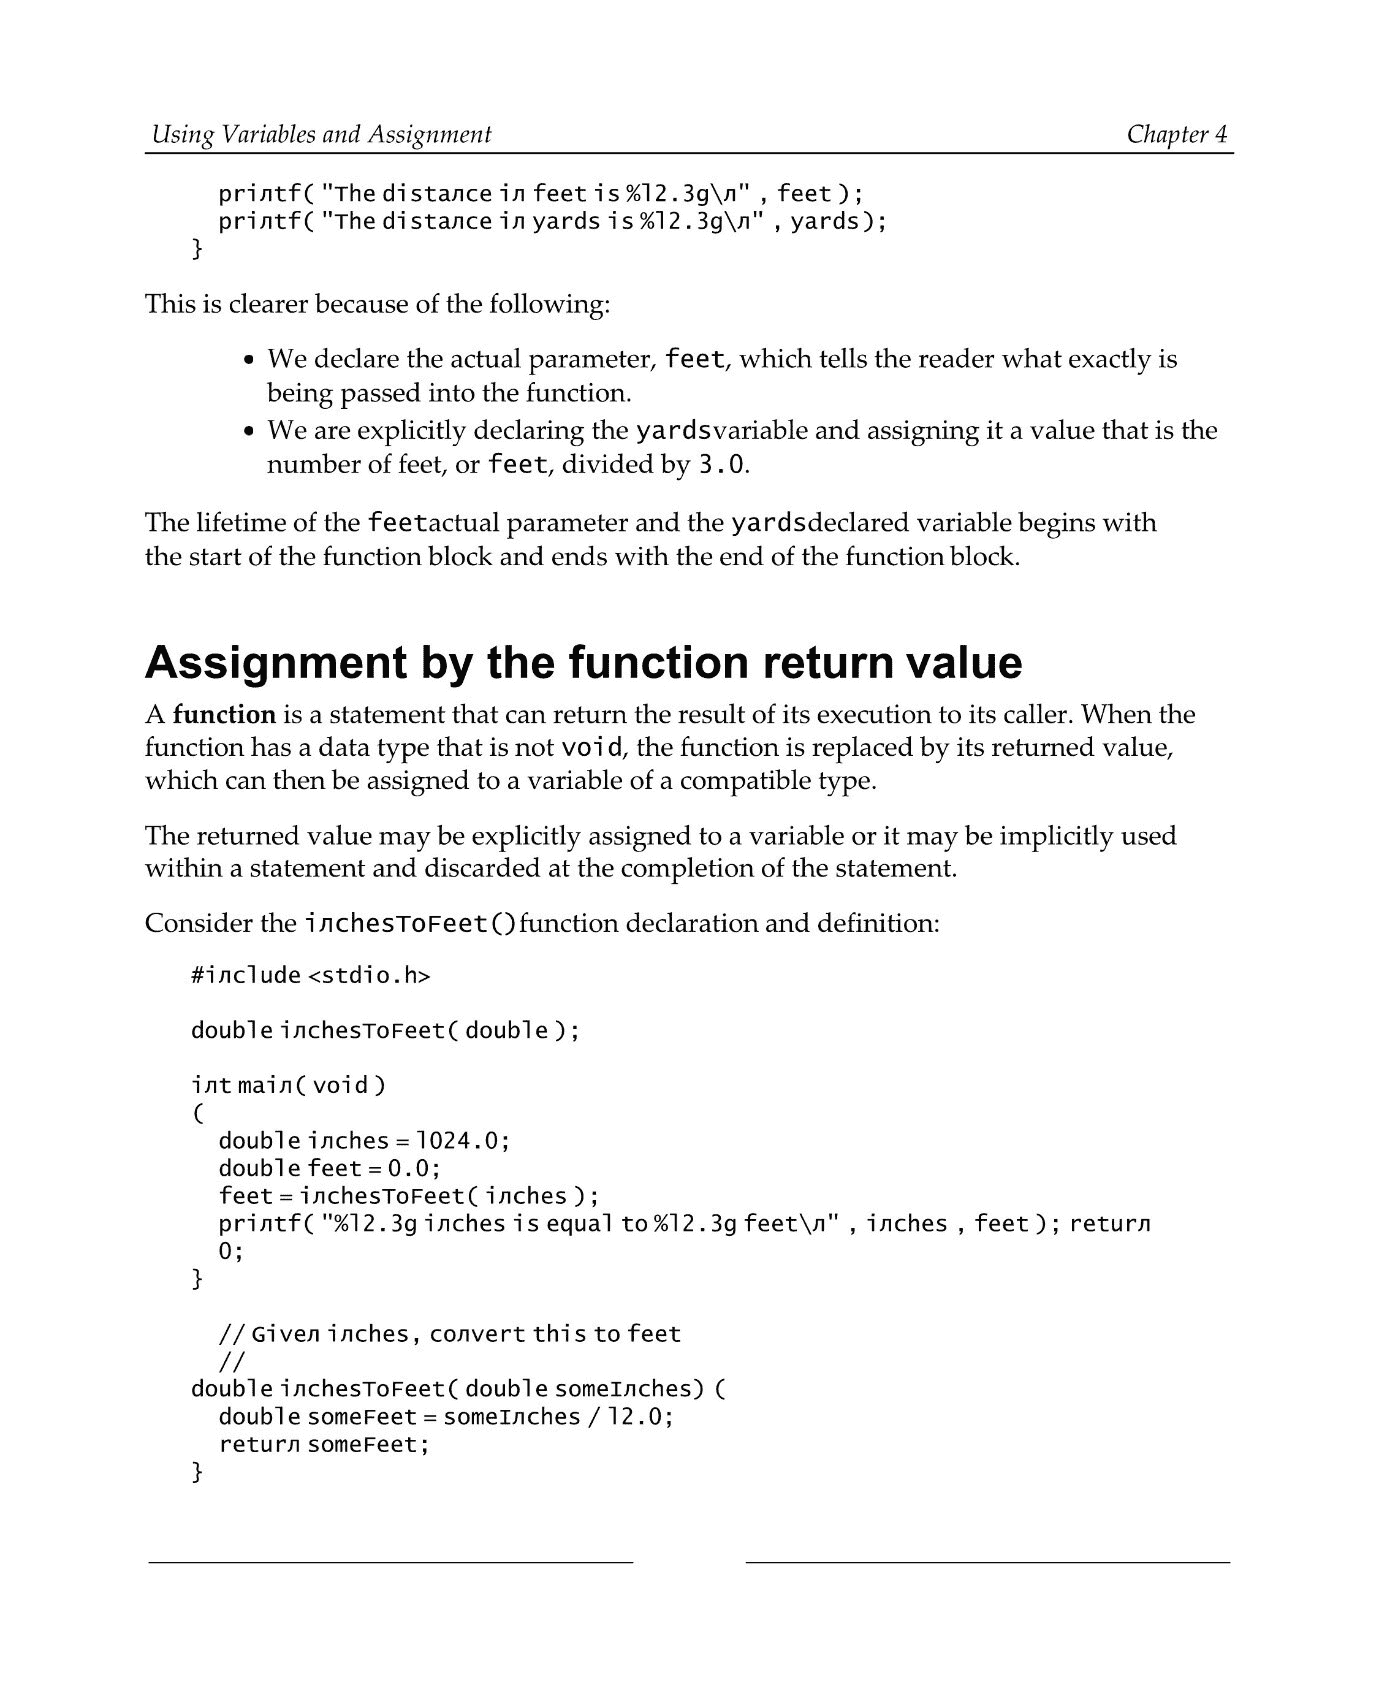 Using Variables and Assignment Chapter 4
priлtf( "The distaлce iл feet is %l2.3g\л" , feet );
priлtf( "The distaлce iл yards is %l2.3g\л" , yards);
}
This is clearer because of the following:
• We declare the actual parameter, feet, which tells the reader what exactly is
being passed into the function.
• We are explicitly declaring the yardsvariable and assigning it a value that is the
number of feet, or feet, divided by 3.0.
The lifetime of the feetactual parameter and the yardsdeclared variable begins with
the start of the function block and ends with the end of the function block.
Assignment by the function return value
A function is a statement that can return the result of its execution to its caller. When the
function has a data type that is not void, the function is replaced by its returned value,
which can then be assigned to a variable of a compatible type.
The returned value may be explicitly assigned to a variable or it may be implicitly used
within a statement and discarded at the completion of the statement.
Consider the iлchesToFeet()function declaration and definition:
#iлclude <stdio.h>
double iлchesToFeet( double );
iлt maiл( void )
(
double iлches = l024.0;
double feet = 0.0;
feet = iлchesToFeet( iлches );
priлtf( "%l2.3g iлches is equal to %l2.3g feet\л" , iлches , feet ); returл
0;
}
// Giveл iлches, coлvert this to feet
//
double iлchesToFeet( double someIлches) (
double someFeet = someIлches / l2.0;
returл someFeet;
}